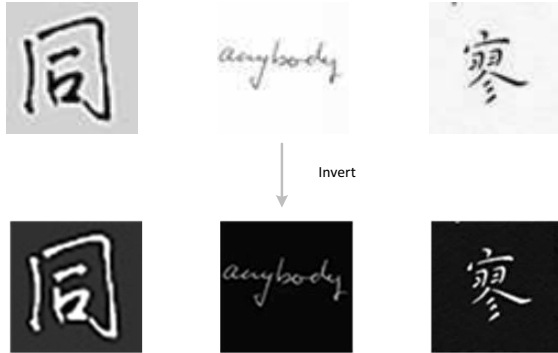 同 anybody 寥
Invert
同 anybody 寥